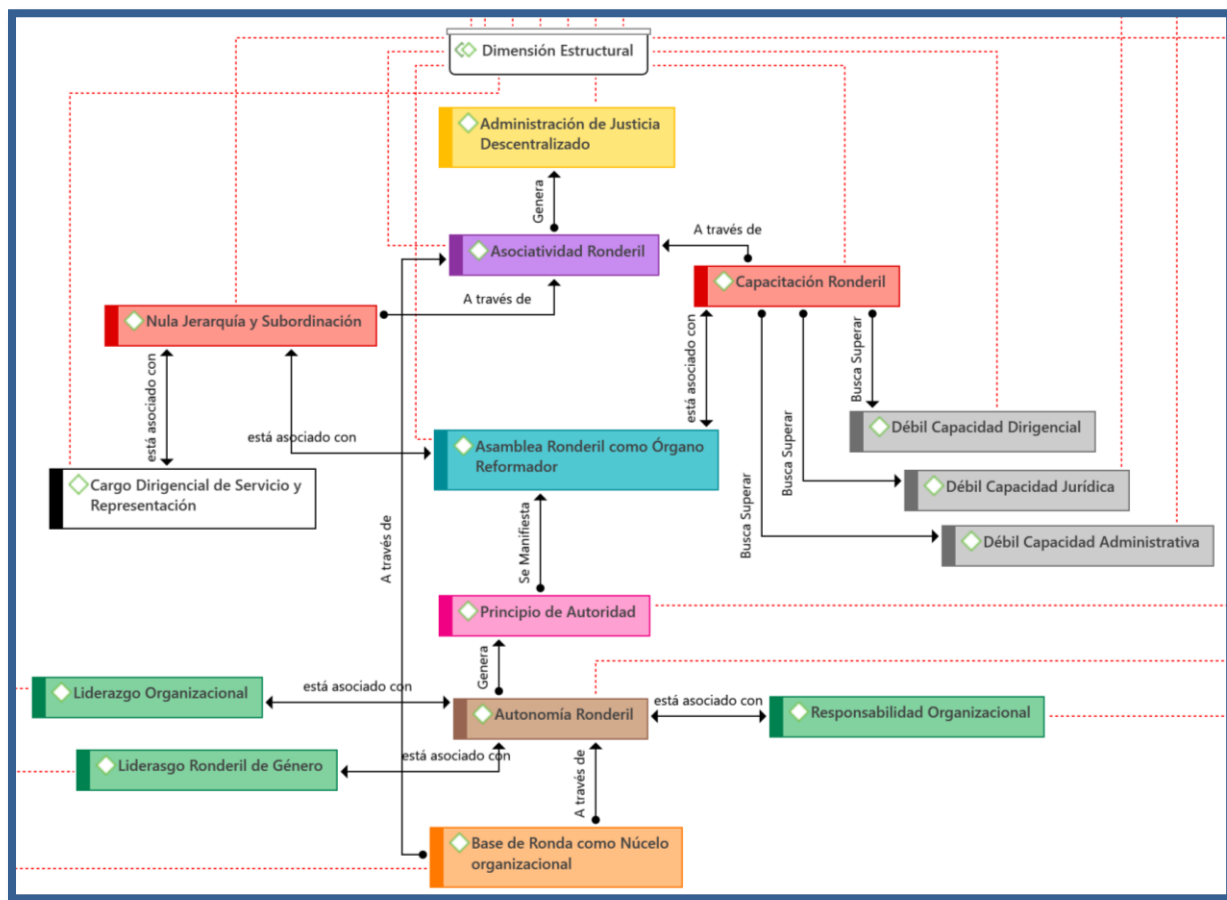 Dimensión Estructural
Administración de Justicia
Descentralizado
Genera
Asociatividad Ronderil
A través de
Capacitación Ronderil
A través de
Nula Jerarquía y Subordinación
está asociado con
está asociado con
está asociado con
Busca Superar
Busca Superar
Busca Superar
Débil Capacidad Dirigencial
Asamblea Ronderil como Órgano
Reformador
Cargo Dirigencial de Servicio y
Representación
Débil Capacidad Jurídica
Débil Capacidad Administrativa
A través de
Se Manifiesta
Principio de Autoridad
Genera
Liderazgo Organizacional
está asociado con
Autonomía Ronderil
está asociado con
Responsabilidad Organizacional
Liderasgo Ronderil de Género
está asociado con
A través de
Base de Ronda como Núcelo
organizacional